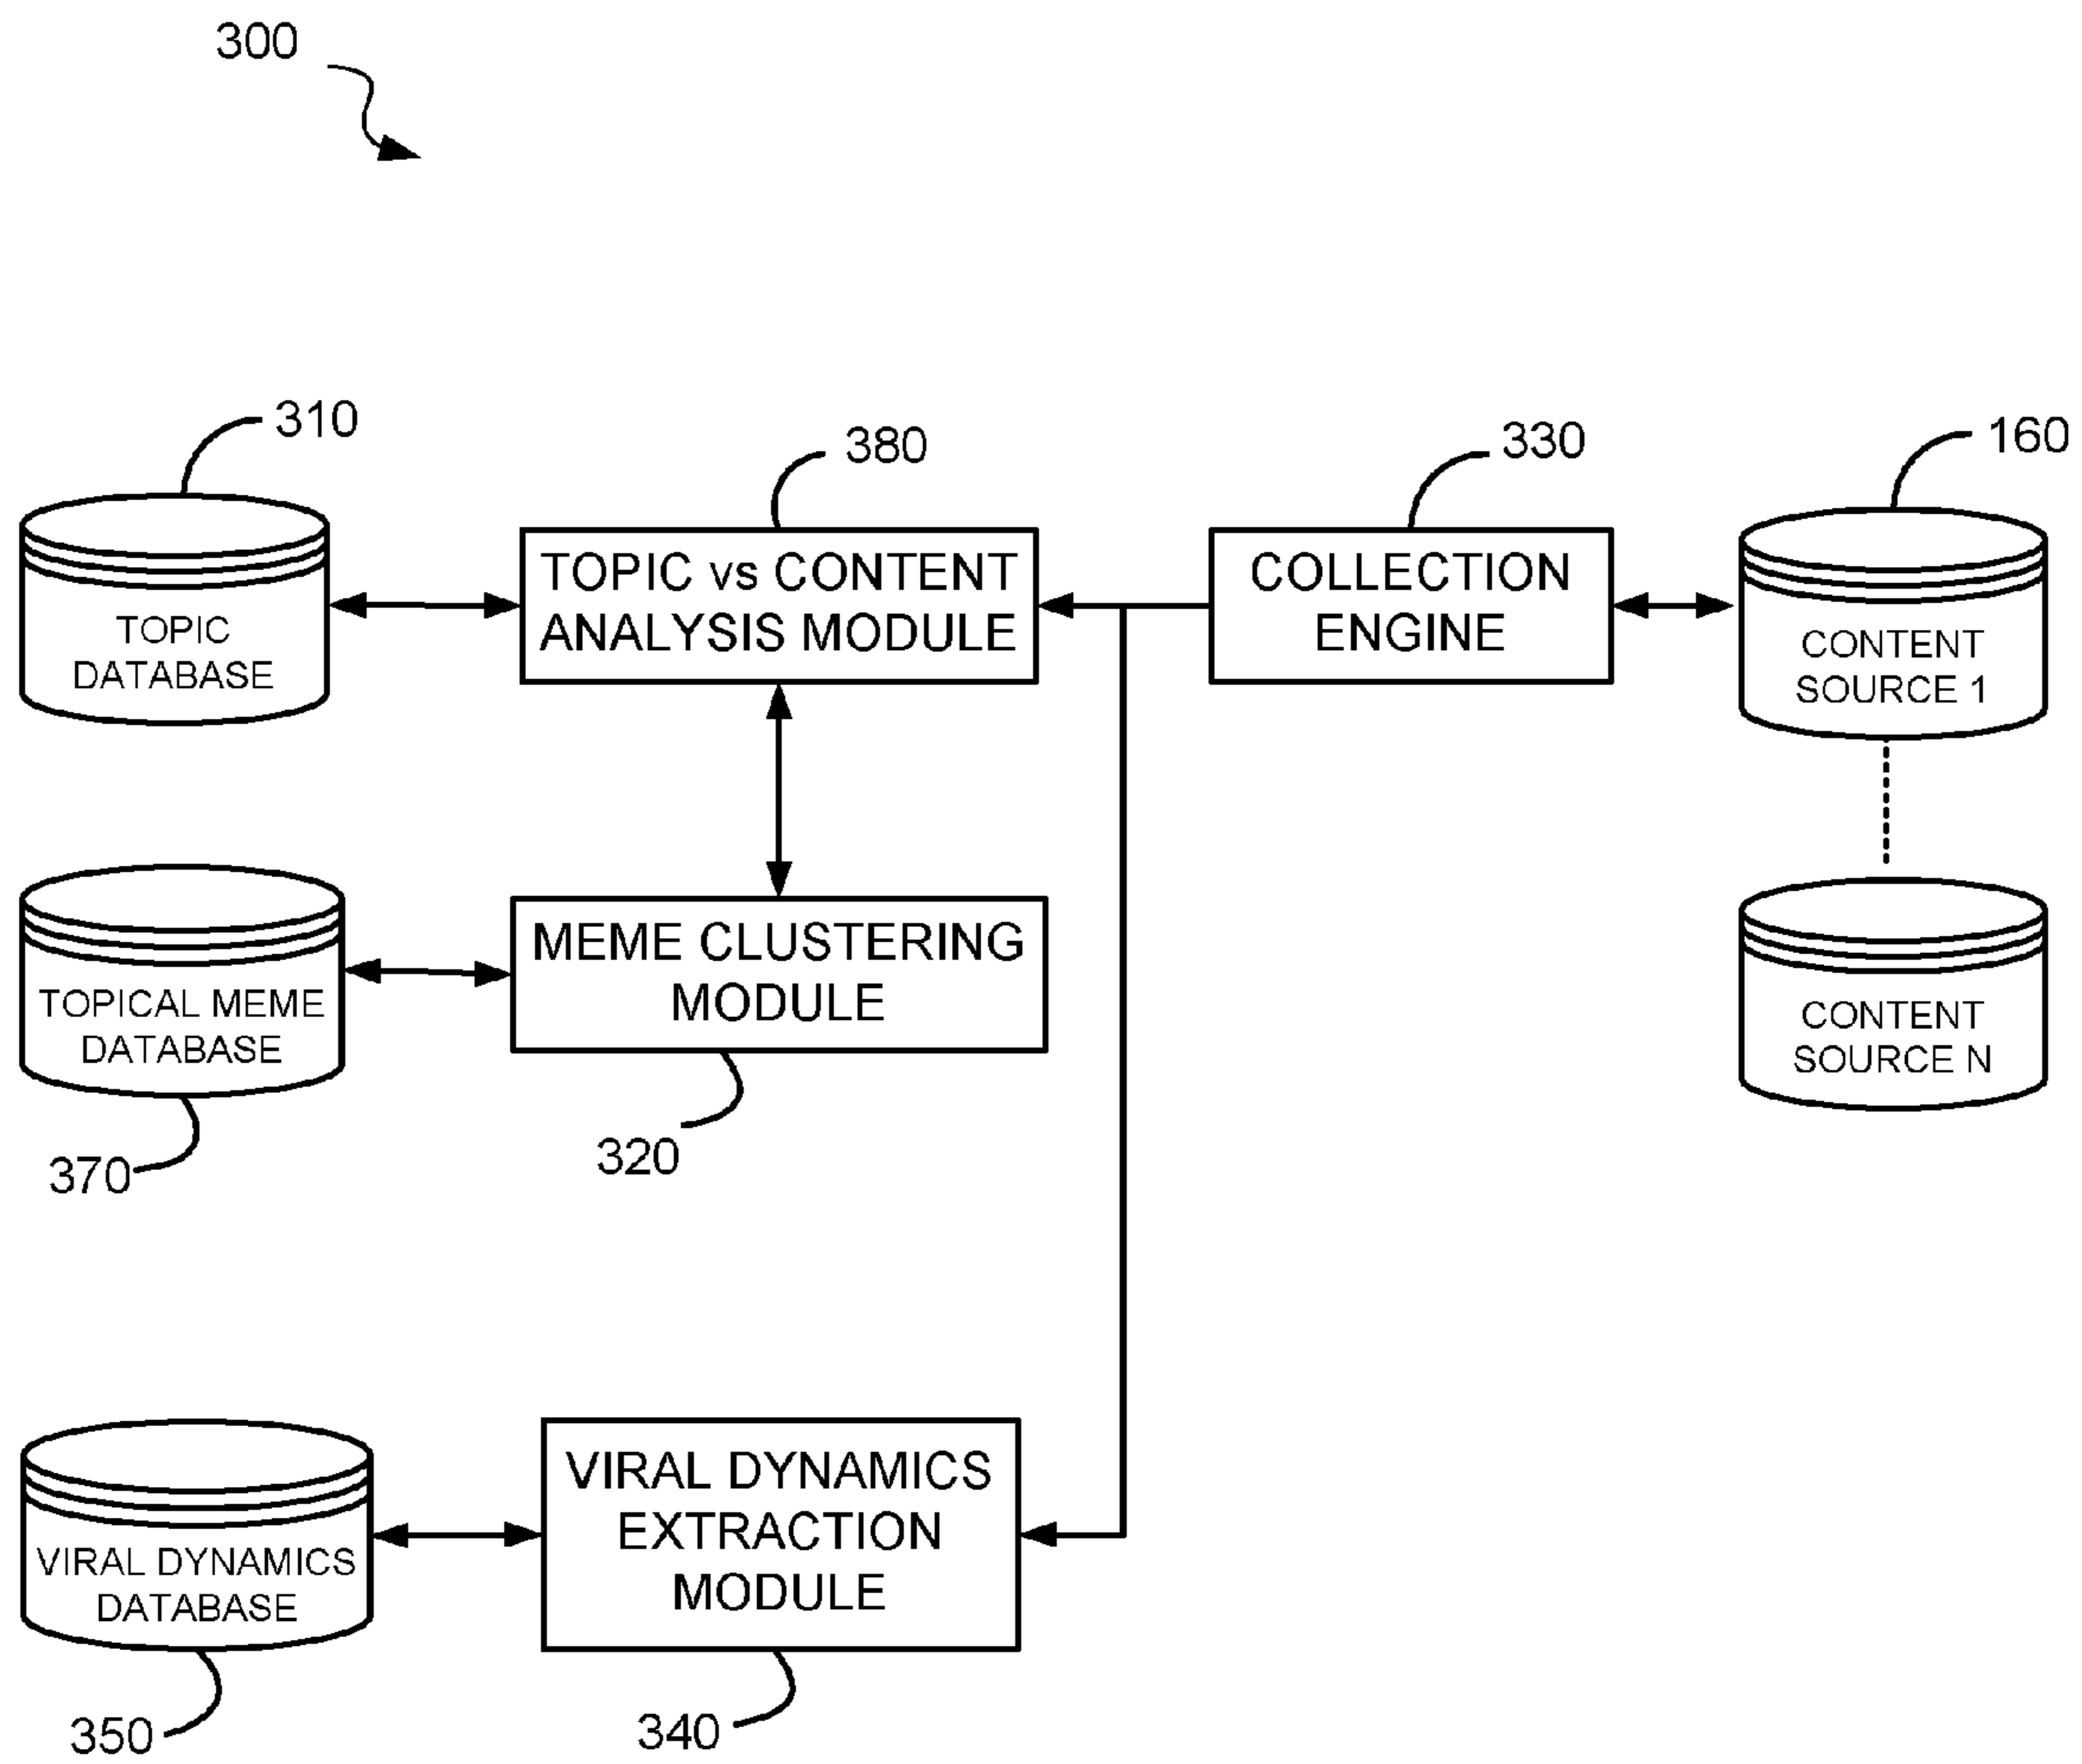 300
310
380
330
160
TOPIC
DATABASE
TOPIC vs CONTENT
ANALYSIS MODULE
COLLECTION
ENGINE
CONTENT
SOURCE 1
TOPICAL MEME
DATABASE
MEME CLUSTERING
MODULE
CONTENT
SOURCE N
370
320
VIRAL DYNAMICS
DATABASE
VIRAL DYNAMICS
EXTRACTION
MODULE
350
340